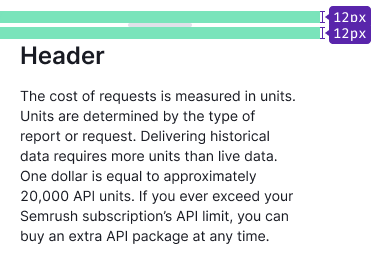 12px
12px
Header
The cost of requests is measured in units.
Units are determined by the type of
report or request. Delivering historical
data requires more units than live data.
One dollar is equal to approximately
20,000 API units. If you ever exceed your
Semrush subscription’s API limit, you can
buy an extra API package at any time.